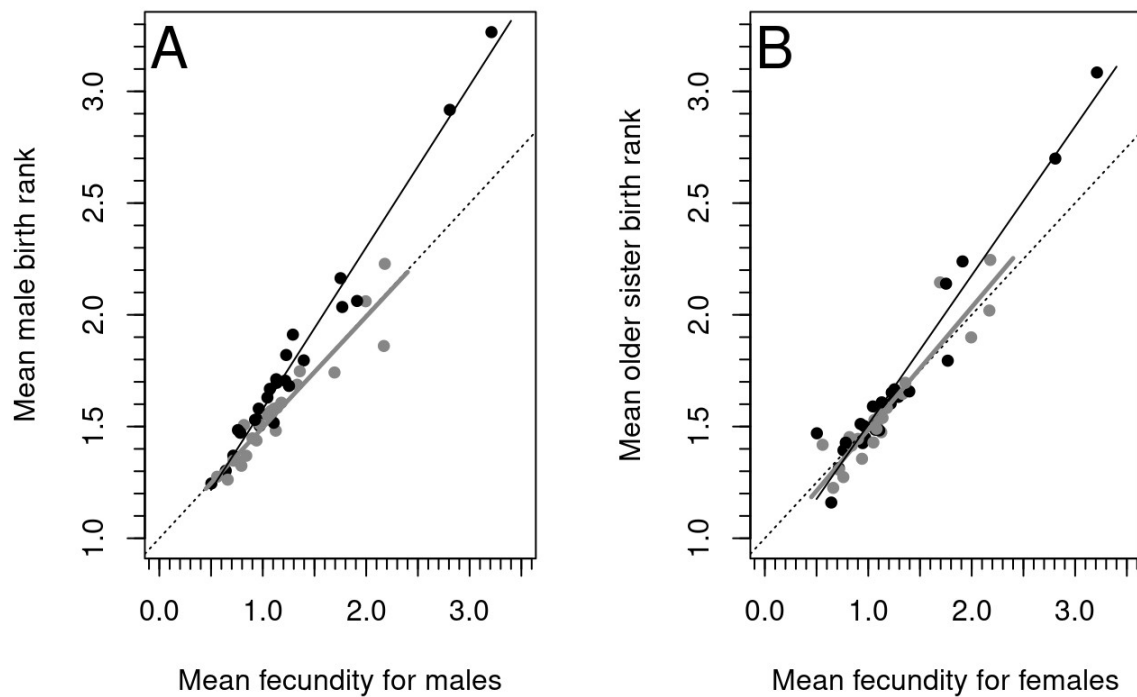 A
B
Mean male birth rank
3.0
2.5
2.0
1.5
1.0
0.0 1.0 2.0 3.0
Mean fecundity for males
Mean older sister birth rank
3.0
2.5
2.0
1.5
1.0
0.0 1.0 2.0 3.0
Mean fecundity for females